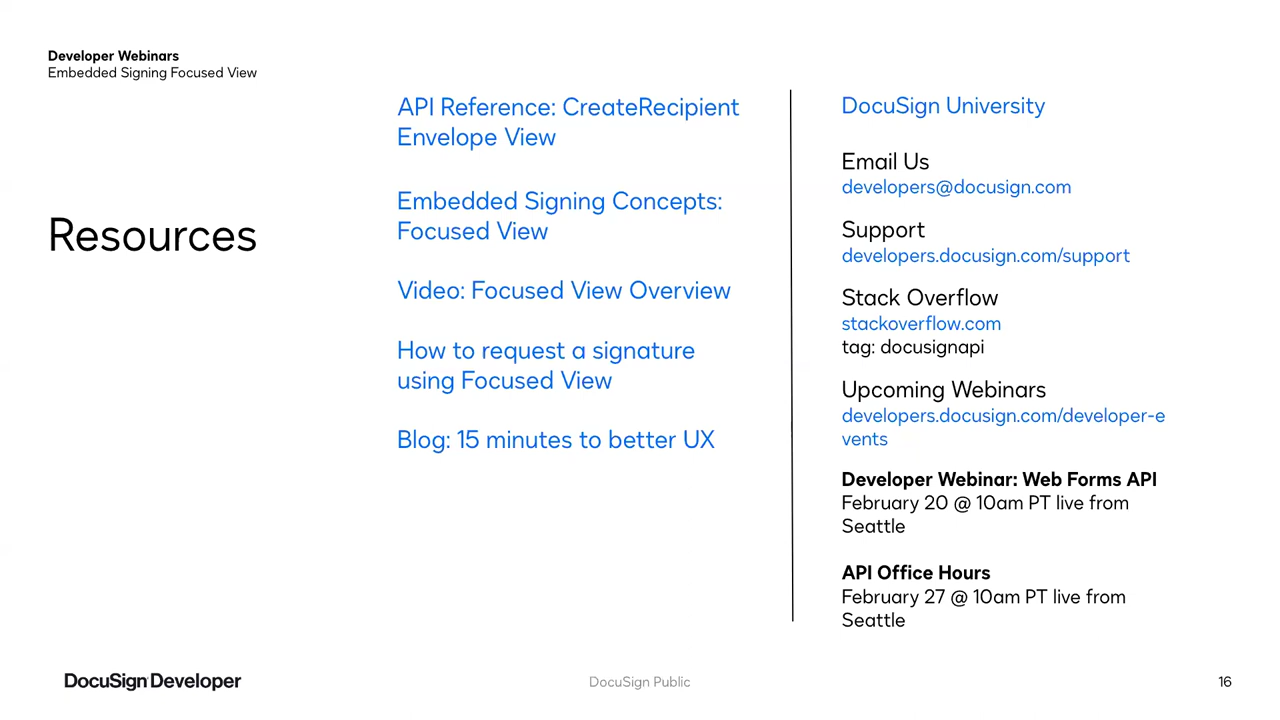 Developer Webinars
Embedded Signing Focused View
Resources
API Reference: CreateRecipient
Envelope View
Embedded Signing Concepts:
Focused View
Video: Focused View Overview
How to request a signature
using Focused View
Blog: 15 minutes to better UX
DocuSign University
Email Us
developers@docusign.com
Support
developers.docusign.com/support
Stack Overflow
stackoverflow.com
tag: docusignapi
Upcoming Webinars
developers.docusign.com/developer-e
vents
Developer Webinar: Web Forms API
February 20 @ 10am PT live from
Seattle
API Office Hours
February 27 @ 10am PT live from
Seattle
DocuSign Developer
DocuSign Public
16